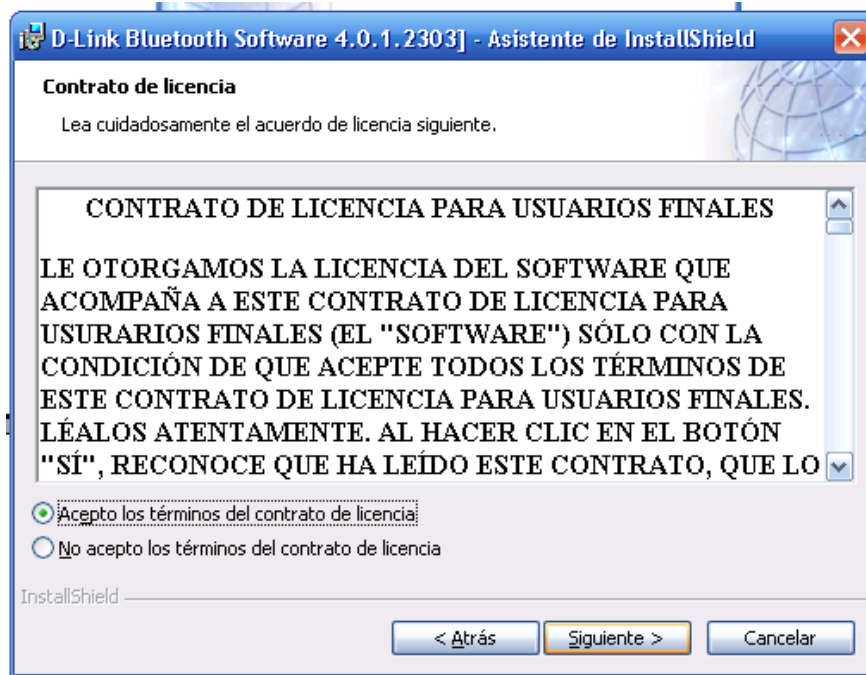 D-Link Bluetooth Software 4.0.1.2303] - Asistente de InstallShield
Contrato de licencia
Lea cuidadosamente el acuerdo de licencia siguiente.
CONTRATO DE LICENCIA PARA USUARIOS FINALES
LE OTORGAMOS LA LICENCIA DEL SOFTWARE QUE
ACOMPAÑA A ESTE CONTRATO DE LICENCIA PARA
USURARIOS FINALES (EL "SOFTWARE") SÓLO CON LA
CONDICIÓN DE QUE ACEPTE TODOS LOS TÉRMINOS DE
ESTE CONTRATO DE LICENCIA PARA USUARIOS FINALES.
LÉALOS ATENTAMENTE. AL HACER CLIC EN EL BOTÓN
"SÍ", RECONOCE QUE HA LEÍDO ESTE CONTRATO, QUE LO
Acepto los términos del contrato de licencia
No acepto los términos del contrato de licencia
InstallShield
< Atrás
Siguiente >
Cancelar